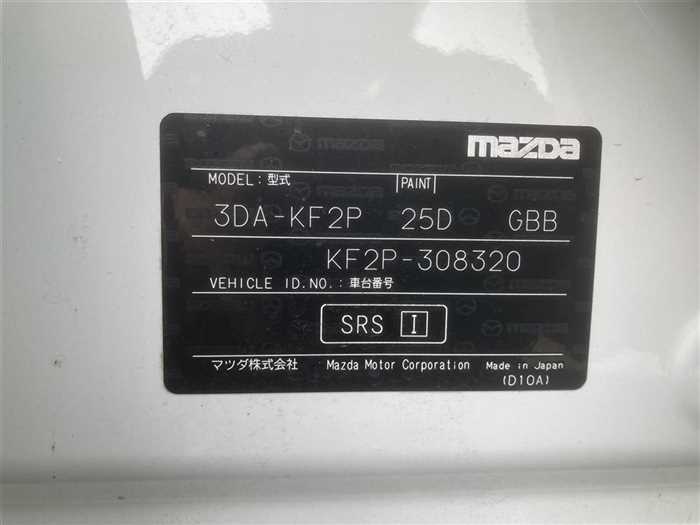 mazda
MODEL : 型式 PAINT
3DA-KF2P 25D GBB
KF2P-308320
VEHICLE ID.NO.: 車台番号
SRS I
マツダ株式会社 Mazda Motor Corporation Made in Japan
(D10A)